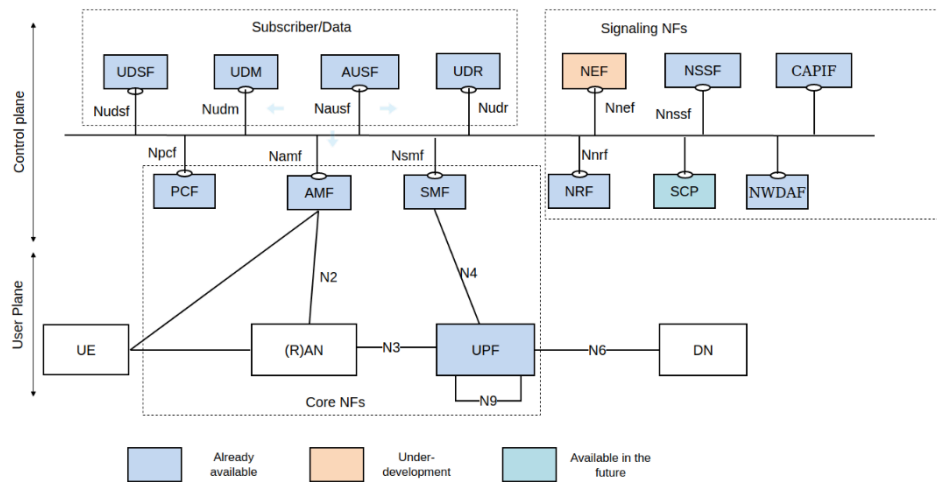 Subscriber/Data
Signaling NFs
UDSF
UDM
AUSF
UDR
NEF
NSSF
CAPIF
Nudsf
Nudm
Nausf
Nudr
Nnef
Nnssf
Control plane
Npcf
Namf
Nsmf
Nnrf
PCF
AMF
SMF
NRF
SCP
NWDAF
N2
N4
User Plane
UE
(R)AN
N3
UPF
N6
DN
N9
Core NFs
Already
available
Under-
development
Available in the
future